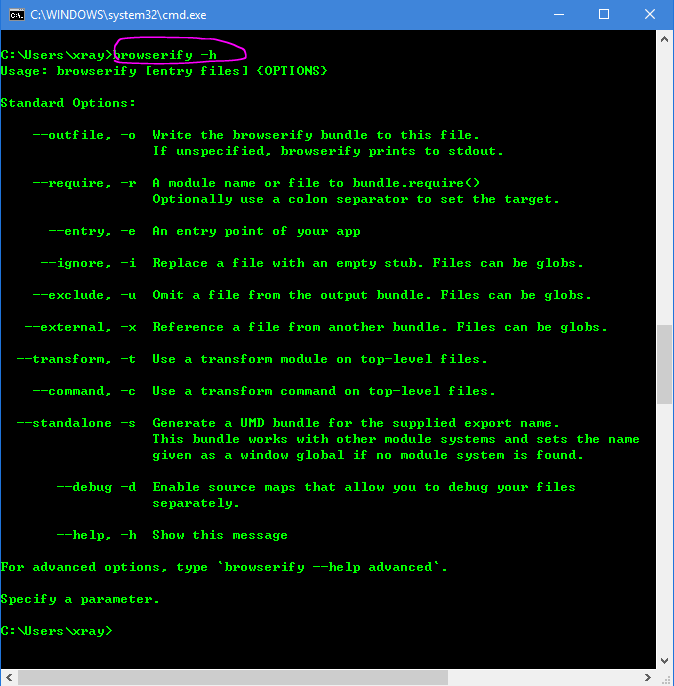 C:\WINDOWS\system32\cmd.exe
C:\Users\xray>browserify -h
Usage: browserify [entry files] {OPTIONS}
Standard Options:
--outfile, -o  Write the browserify bundle to this file.
If unspecified, browserify prints to stdout.
--require, -r  A module name or file to bundle.require()
Optionally use a colon separator to set the target.
--entry, -e  An entry point of your app
--ignore, -i  Replace a file with an empty stub. Files can be globs.
--exclude, -u  Omit a file from the output bundle. Files can be globs.
--external, -x  Reference a file from another bundle. Files can be globs.
--transform, -t  Use a transform module on top-level files.
--command, -c  Use a transform command on top-level files.
--standalone -s  Generate a UMD bundle for the supplied export name.
This bundle works with other module systems and sets the name
given as a window global if no module system is found.
--debug -d  Enable source maps that allow you to debug your files
separately.
--help, -h  Show this message
For advanced options, type `browserify --help advanced`.
Specify a parameter.
C:\Users\xray>